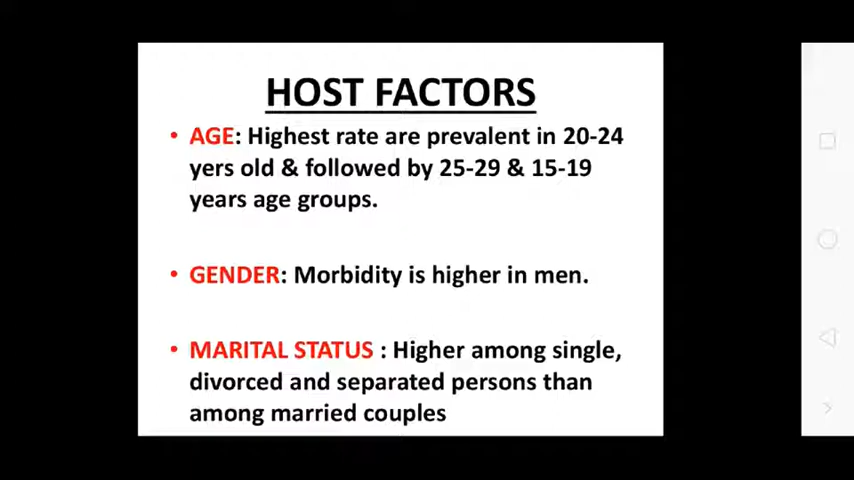 HOST FACTORS
• AGE: Highest rate are prevalent in 20-24
yers old & followed by 25-29 & 15-19
years age groups.
• GENDER: Morbidity is higher in men.
• MARITAL STATUS : Higher among single,
divorced and separated persons than
among married couples